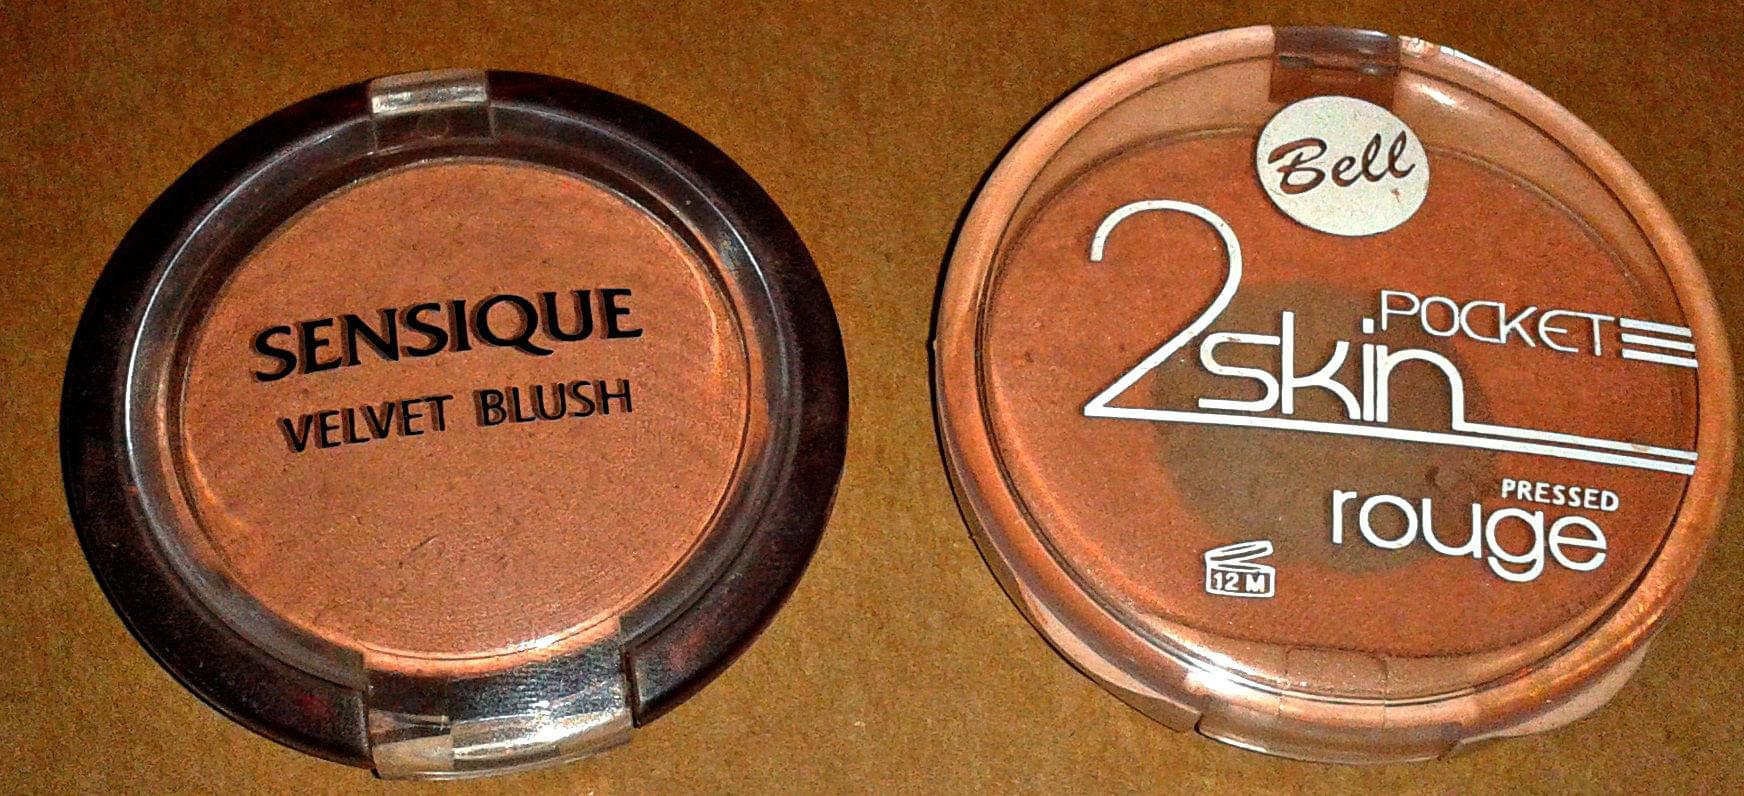 SENSIQUE
VELVET BLUSH
Bell
2skin POCKET
PRESSED
rouge
12 M